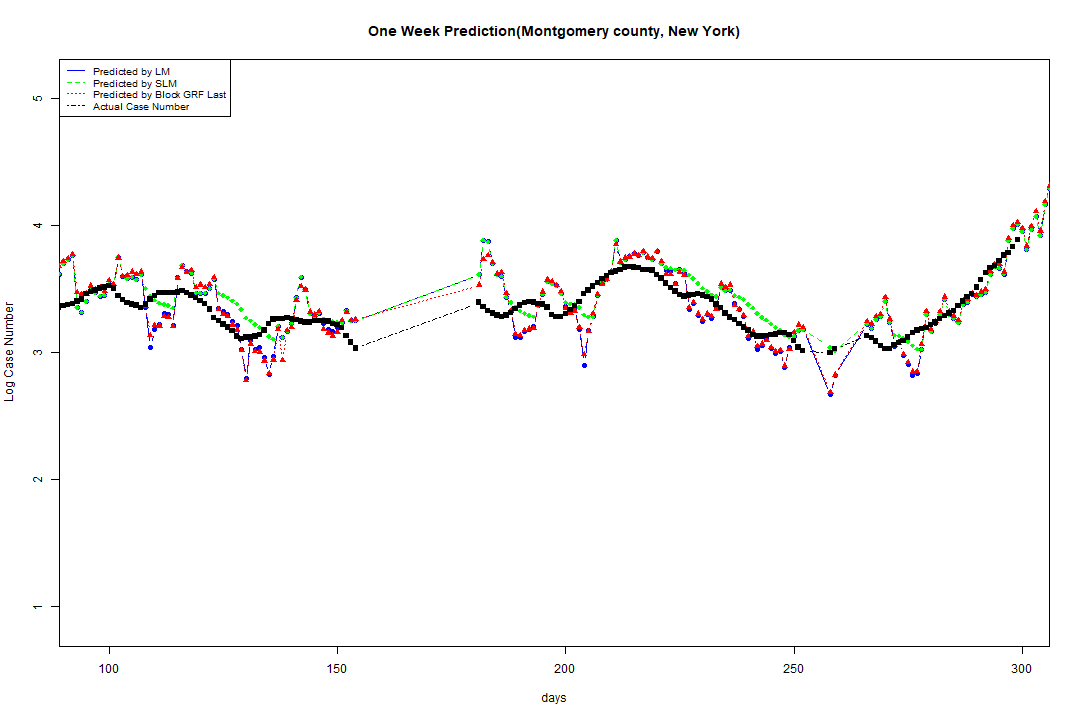 One Week Prediction(Montgomery county, New York)
Predicted by LM
Predicted by SLM
Predicted by Block GRF Last
Actual Case Number
5
4
3
2
1
Log Case Number
100 150 200 250 300
days